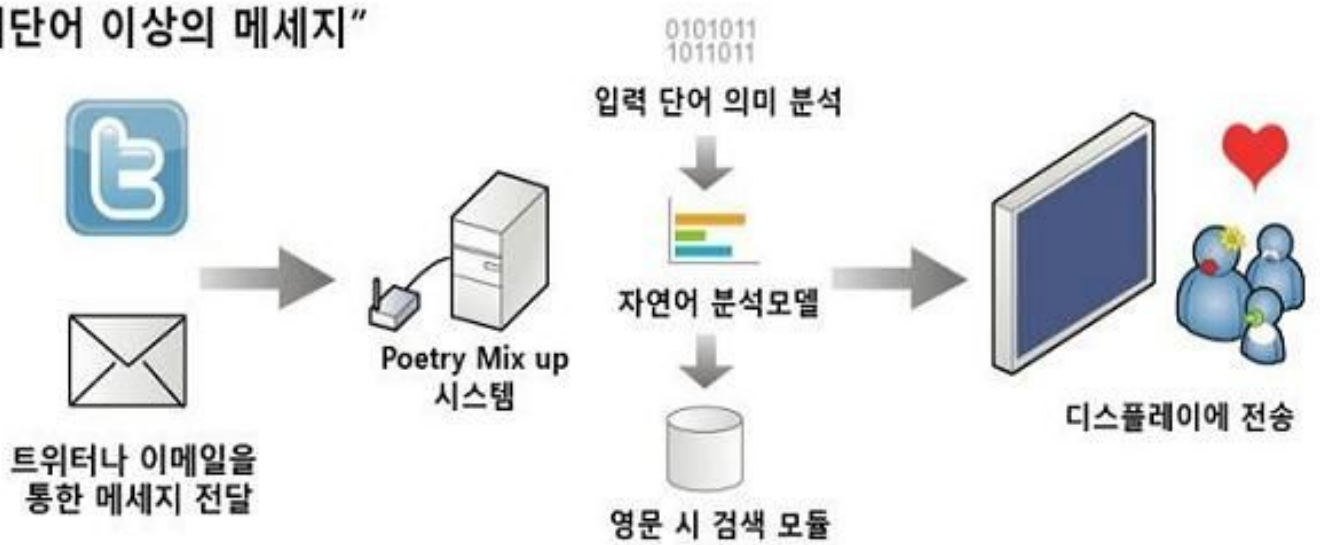 이상의 메세지”
0101011
1011011
입력 단어 의미 분석
자연어 분석모델
Poetry Mix up
시스템
디스플레이에 전송
트위터나 이메일을
통한 메세지 전달
영문 시 검색 모듈